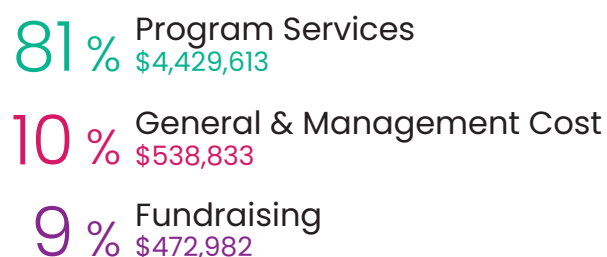 81 % Program Services
$4,429,613
10 % General & Management Cost
$538,833
9 % Fundraising
$472,982